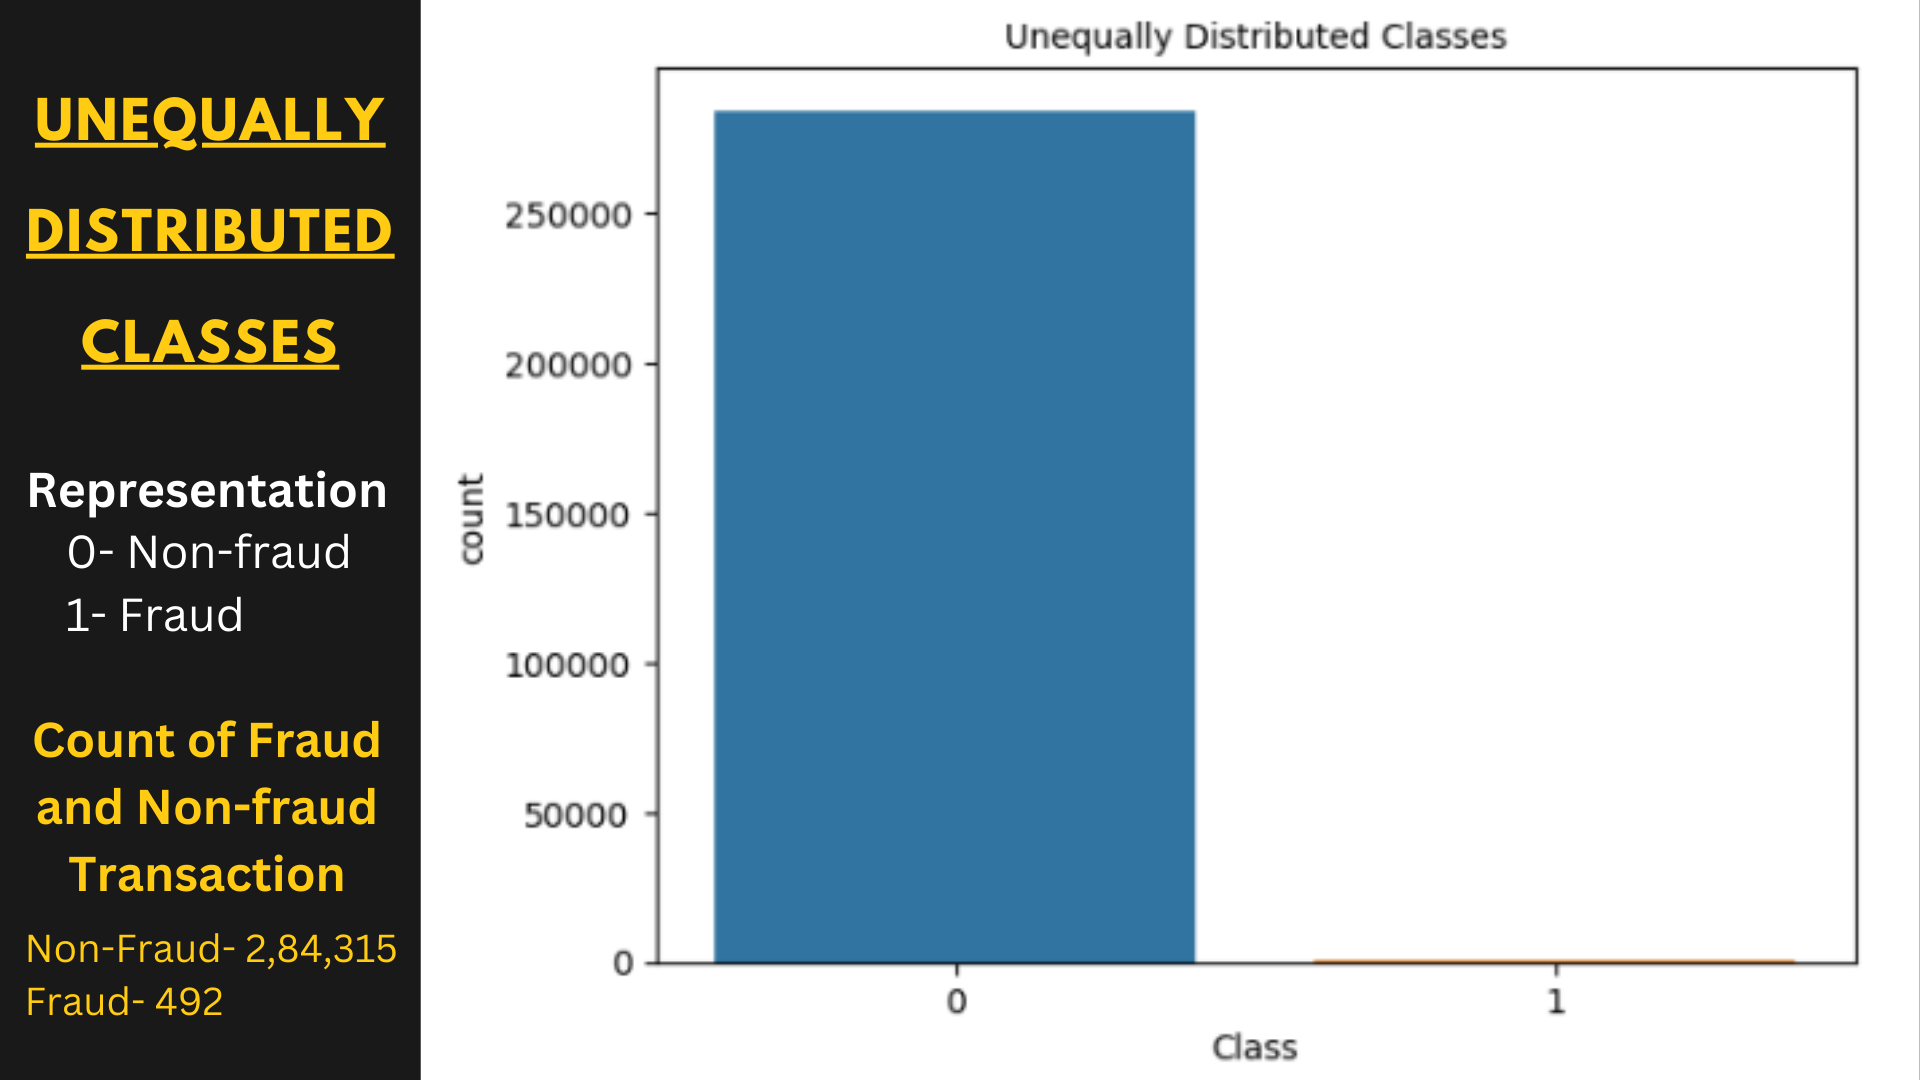 UNEQUALLY
DISTRIBUTED
CLASSES
Representation
0- Non-fraud
1- Fraud
Count of Fraud
and Non-fraud
Transaction
Non-Fraud- 2,84,315
Fraud- 492
Unequally Distributed Classes
250000
200000
150000
100000
50000
0
count
0 1
Class